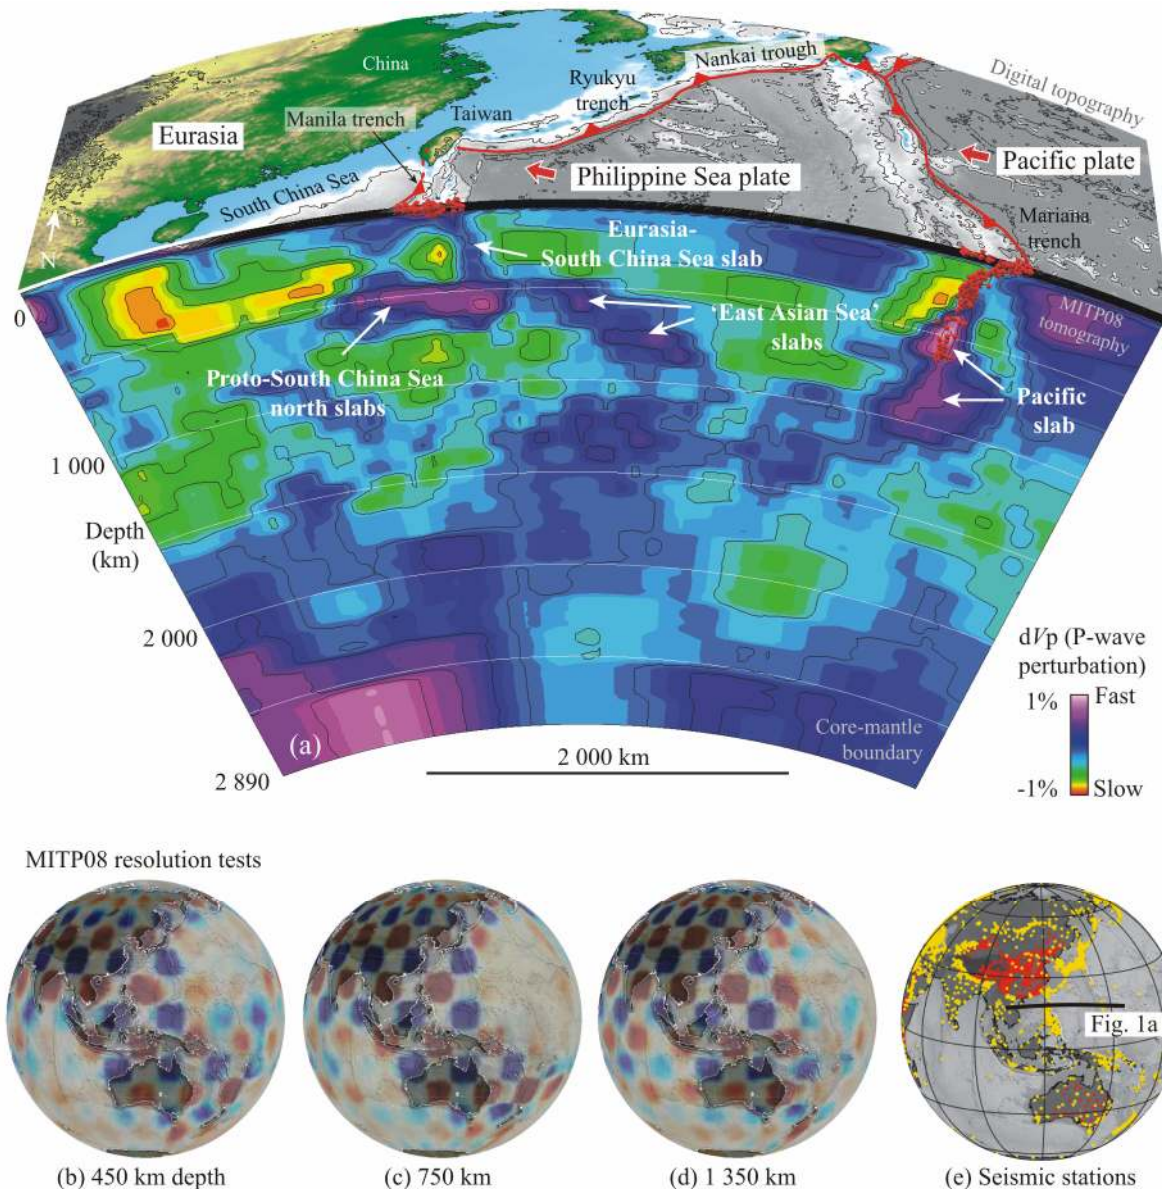 China
Eurasia
Manila trench
Taiwan
Ryukyu
trench
Nankai trough
Digital topography
Philippine Sea plate
Pacific plate
South China Sea
Mariana
trench
N
Eurasia-
South China Sea slab
'East Asian Sea'
slabs
MITP08
tomography
Proto-South China Sea
north slabs
Pacific
slab
0
1 000
Depth
(km)
2 000
2 890
(a)
2 000 km
Core-mantle
boundary
dVp (P-wave
perturbation)
1% Fast
-1% Slow
MITP08 resolution tests
Fig. 1a
(b) 450 km depth
(c) 750 km
(d) 1 350 km
(e) Seismic stations